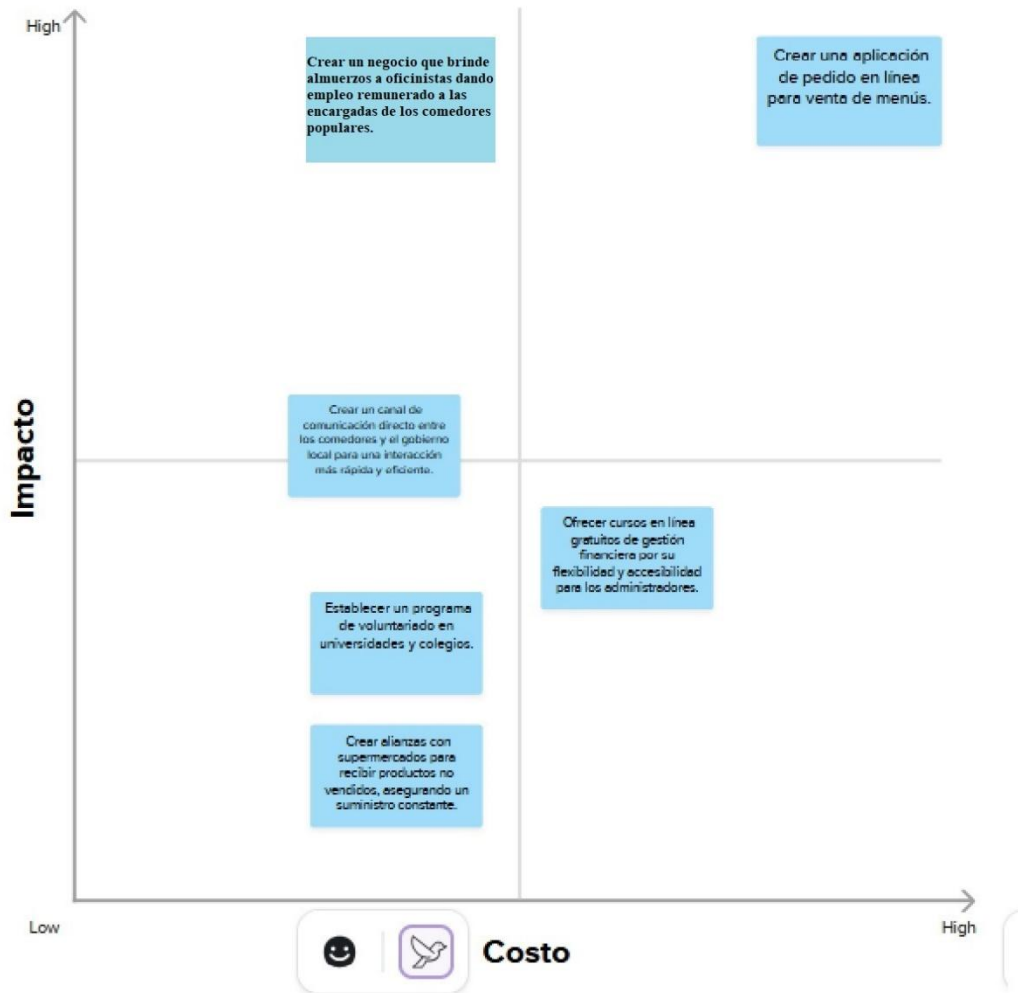 High
Crear un negocio que brinde
almuerzos a oficinistas dando
empleo remunerado a las
encargadas de los comedores
populares.
Crear una aplicación
de pedido en línea
para venta de menús.
Impacto
Crear un canal de
comunicación directo entre
los comedores y el gobierno
local para una interacción
más rápida y eficiente.
Ofrecer cursos en línea
gratuitos de gestión
financiera por su
flexibilidad y accesibilidad
para los administradores.
Establecer un programa
de voluntariado en
universidades y colegios.
Crear alianzas con
supermercados para
recibir productos no
vendidos, asegurando un
suministro constante.
Low
High
Costo